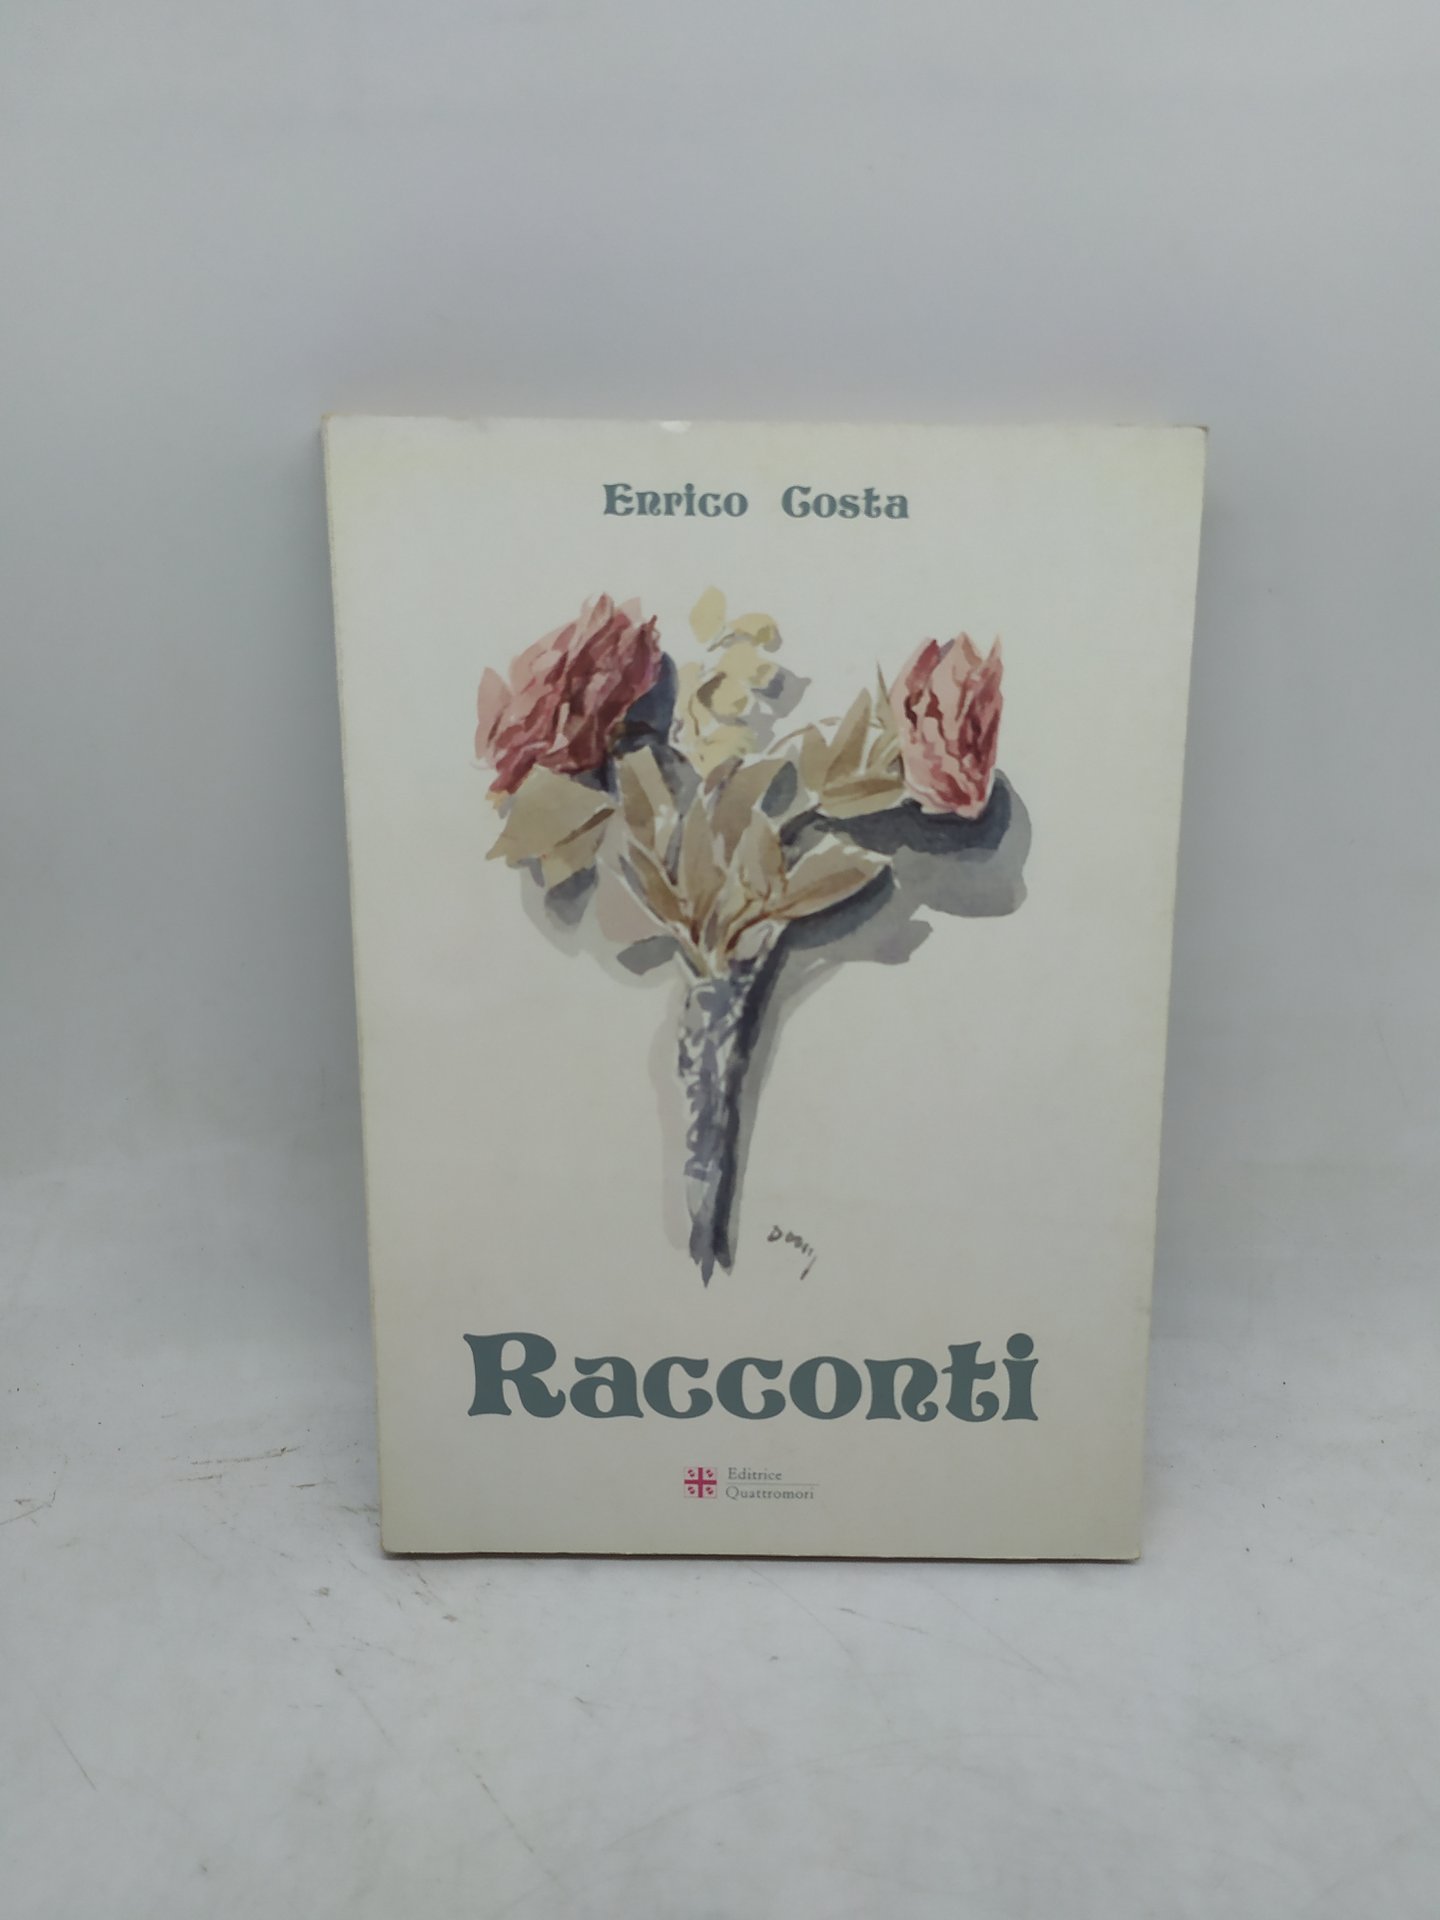 Enrico Costa
Racconti
Editrice
Quattromori